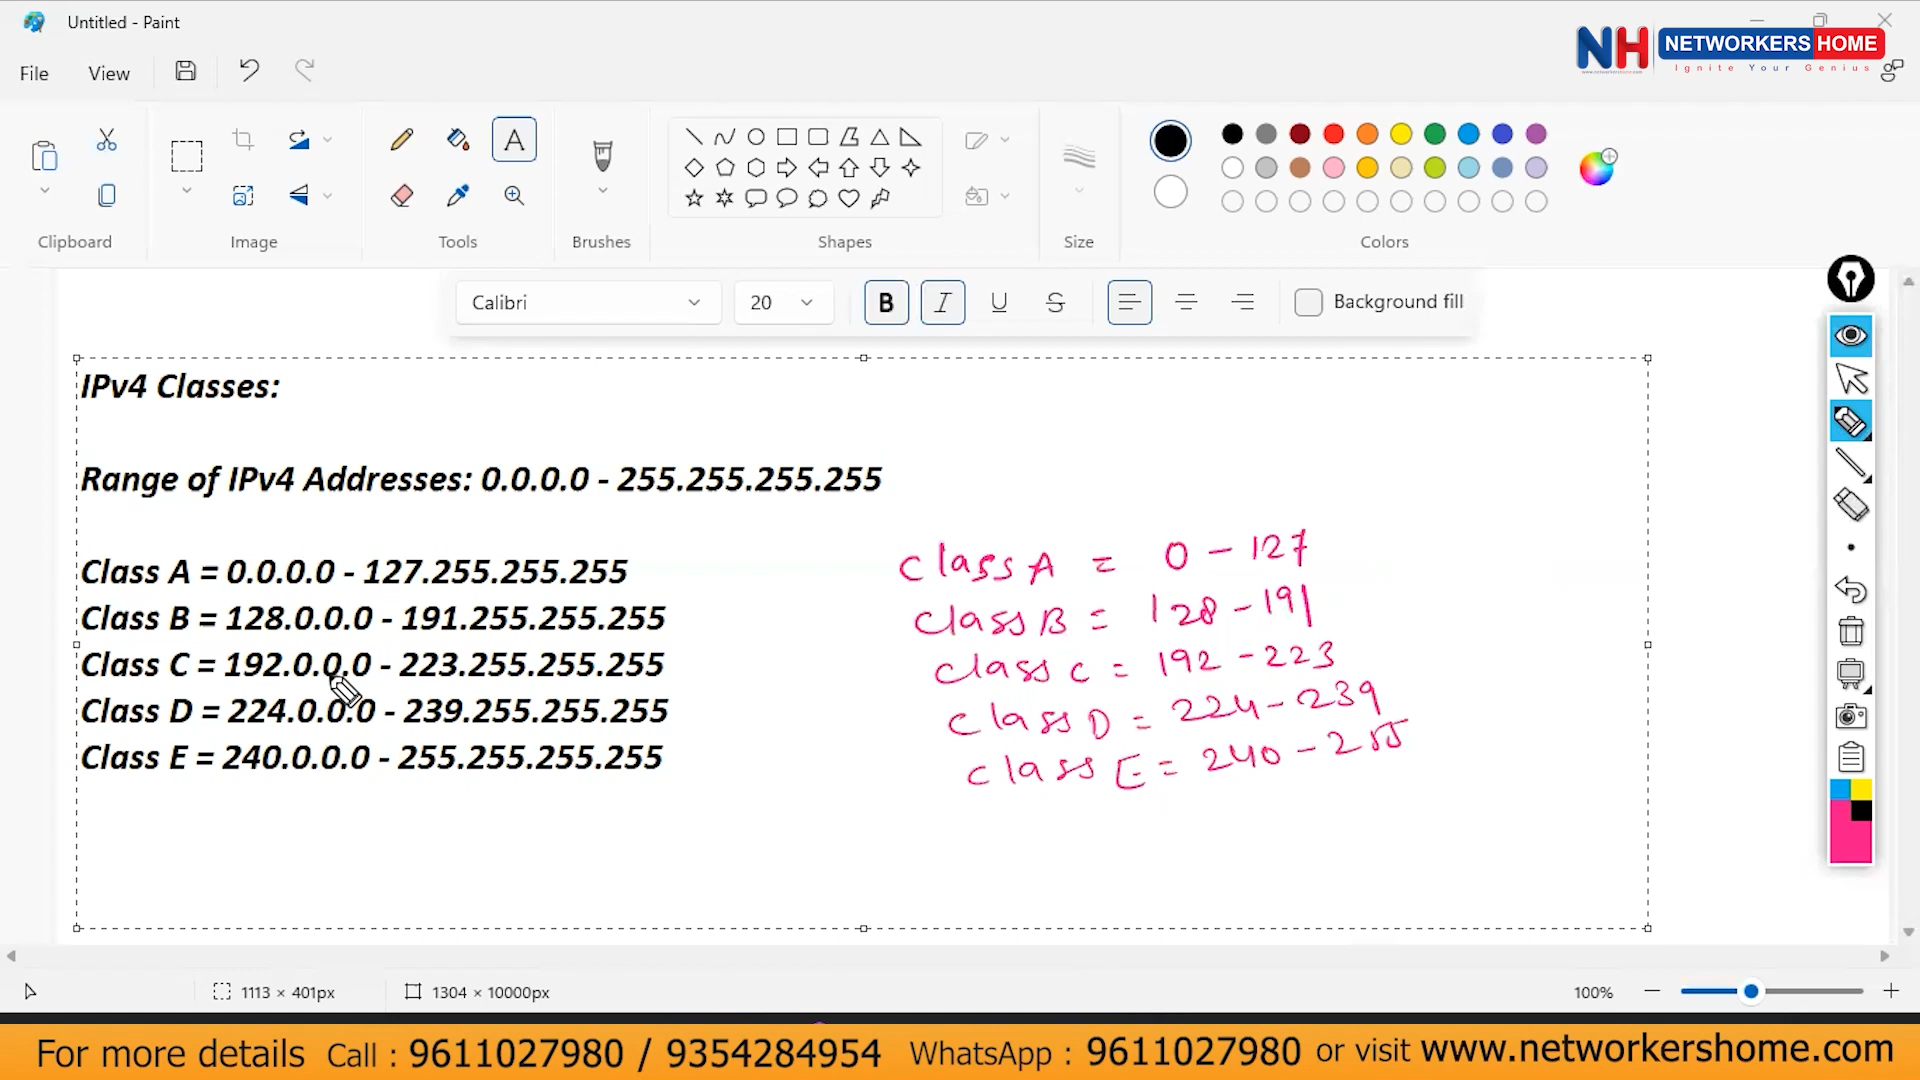 Untitled - Paint
NH NETWORKERS HOME
Ignite Your Genius
File View
Clipboard Image Tools Brushes Shapes Size Colors
Calibri 20 B I U S Background fill
IPv4 Classes:
Range of IPv4 Addresses: 0.0.0.0 - 255.255.255.255
Class A = 0.0.0.0 - 127.255.255.255
Class B = 128.0.0.0 - 191.255.255.255
Class C = 192.0.0.0 - 223.255.255.255
Class D = 224.0.0.0 - 239.255.255.255
Class E = 240.0.0.0 - 255.255.255.255
class A = 0 - 127
class B = 128 - 191
class C = 192 - 223
class D = 224 - 239
class E = 240 - 255
1113 × 401px 1304 × 10000px 100%
For more details Call : 9611027980 / 9354284954 WhatsApp : 9611027980 or visit www.networkershome.com